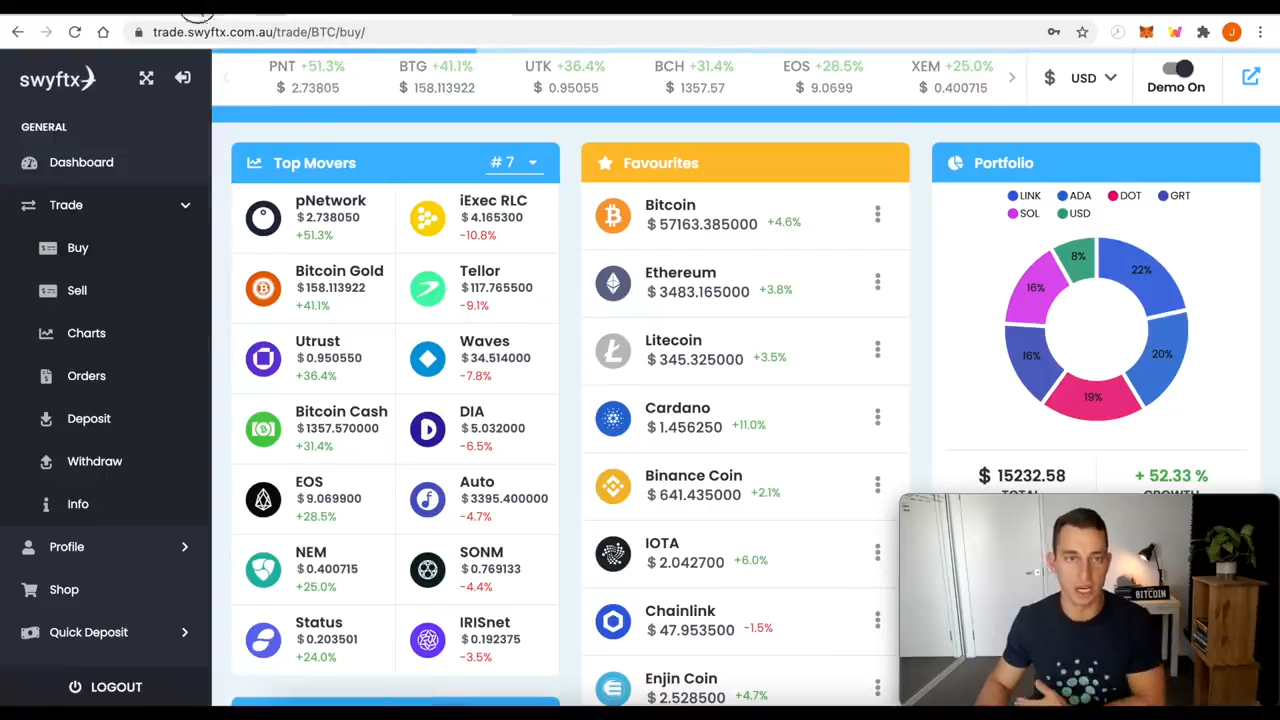 trade.swyftx.com.au/trade/BTC/buy/
J
swyftx
PNT +51.3%
$ 2.73805
BTG +41.1%
$ 158.113922
UTK +36.4%
$ 0.95055
BCH +31.4%
$ 1357.57
EOS +28.5%
$ 9.0699
XEM +25.0%
$ 0.400715
$ USD
Demo On
GENERAL
Dashboard
Trade
Buy
Sell
Charts
Orders
Deposit
Withdraw
Info
Profile
Shop
Quick Deposit
LOGOUT
Top Movers
# 7
pNetwork
$ 2.738050
+51.3%
iExec RLC
$ 4.165300
-10.8%
Bitcoin Gold
$ 158.113922
+41.1%
Tellor
$ 117.765500
-9.1%
Utrust
$ 0.950550
+36.4%
Waves
$ 34.514000
-7.8%
Bitcoin Cash
$ 1357.570000
+31.4%
DIA
$ 5.032000
-6.5%
EOS
$ 9.069900
+28.5%
Auto
$ 3395.400000
-4.7%
NEM
$ 0.400715
+25.0%
SONM
$ 0.769133
-4.4%
Status
$ 0.203501
+24.0%
IRISnet
$ 0.192375
-3.5%
Favourites
Bitcoin
$ 57163.385000 +4.6%
Ethereum
$ 3483.165000 +3.8%
Litecoin
$ 345.325000 +3.5%
Cardano
$ 1.456250 +11.0%
Binance Coin
$ 641.435000 +2.1%
IOTA
$ 2.042700 +6.0%
Chainlink
$ 47.953500 -1.5%
Enjin Coin
$ 2.528500 +4.7%
Portfolio
LINK ADA DOT GRT
SOL USD
8%
22%
16%
20%
16%
19%
$ 15232.58
TOTAL
+ 52.33 %
GROWTH
BITCOIN